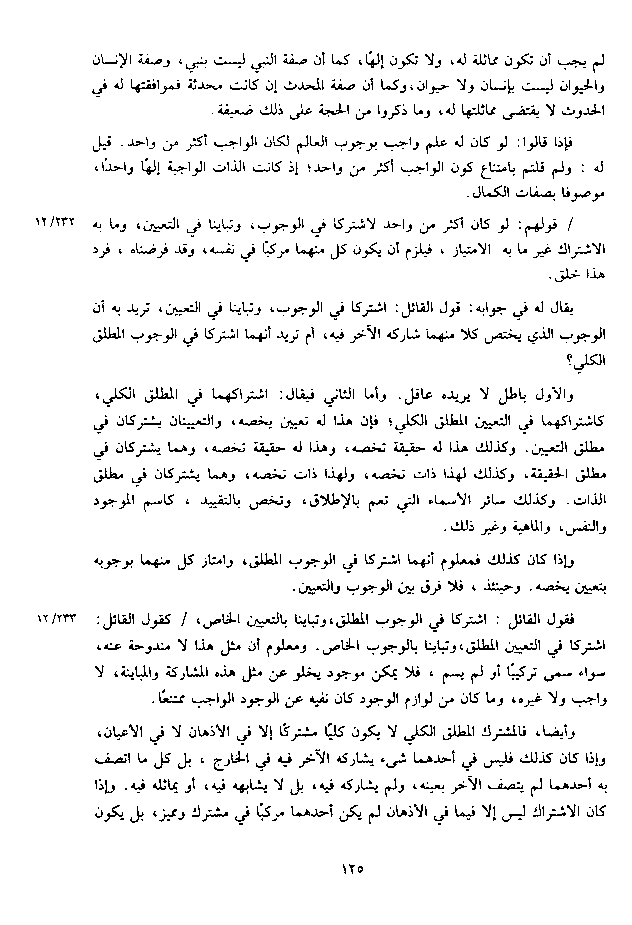 لم يجب أن تكون مماثلة له، ولا تكون إلهًا، كما أن صفة النبي ليست بنبي، وصفة الإنسان
والحيوان ليست بإنسان ولا حيوان، وكما أن صفة المحدث إن كانت محدثة فموافقتها له في
الحدوث لا يقتضى مماثلتها له، وما ذكروا من الحجة على ذلك ضعيفة.
فإذا قالوا: لو كان له علم واجب بوجوب العالم لكان الواجب أكثر من واحد. قيل
له : ولم قلتم بامتناع كون الواجب أكثر من واحد؛ إذ كانت الذات الواجبة إلهًا واحدًا،
موصوفا بصفات الكمال.
/ قولهم: لو كان أكثر من واحد لاشتركا في الوجوب، وتباينا في التعيين، وما به ١٢/٢٣٢
الاشتراك غير ما به الامتياز ، فيلزم أن يكون كل منهما مركبًا في نفسه، وقد فرضناه ، فرد
هذا خلق.
يقال له في جوابه: قول القائل: اشتركا في الوجوب، وتباينا في التعيين، تريد به أن
الوجوب الذي يختص كلا منهما شاركه الآخر فيه، أم تريد أنهما اشتركا في الوجوب المطلق
الكلي؟
والأول باطل لا يريده عاقل. وأما الثاني فيقال: اشتراكهما في المطلق الكلي،
كاشتراكهما في التعيين المطلق الكلي؛ فإن هذا له تعيين يخصه، والتعيينان يشتركان في
مطلق التعيين. وكذلك هذا له حقيقة تخصه، وهذا له حقيقة تخصه، وهما يشتركان في
مطلق الحقيقة، وكذلك لهذا ذات تخصه، ولهذا ذات تخصه، وهما يشتركان في مطلق
الذات. وكذلك سائر الأسماء التي تعم بالإطلاق، وتخص بالتقييد ، كاسم الموجود
والنفس، والماهية وغير ذلك.
وإذا كان كذلك فمعلوم أنهما اشتركا في الوجوب المطلق، وامتاز كل منهما بوجوبه
بتعيين يخصه. وحينئذ ، فلا فرق بين الوجوب والتعيين.
فقول القائل : اشتركا في الوجوب المطلق، وتباينا بالتعيين الخاص، / كقول القائل: ١٢/٢٣٣
اشتركا في التعيين المطلق، وتباينا بالوجوب الخاص. ومعلوم أن مثل هذا لا مندوحة عنه،
سواء سمى تركيبًا أو لم يسم ، فلا يمكن موجود يخلو عن مثل هذه المشاركة والمباينة، لا
واجب ولا غيره، وما كان من لوازم الوجود كان نفيه عن الوجود الواجب ممتنعًا.
وأيضا، فالمشترك المطلق الكلي لا يكون كليًا مشتركًا إلا في الأذهان لا في الأعيان،
وإذا كان كذلك فليس في أحدهما شىء يشاركه الآخر فيه في الخارج ، بل كل ما اتصف
به أحدهما لم يتصف الآخر بعينه، ولم يشاركه فيه، بل لا يشابهه فيه، أو يماثله فيه. وإذا
كان الاشتراك ليس إلا فيما في الأذهان لم يكن أحدهما مركبًا في مشترك ومميز، بل يكون
١٢٥